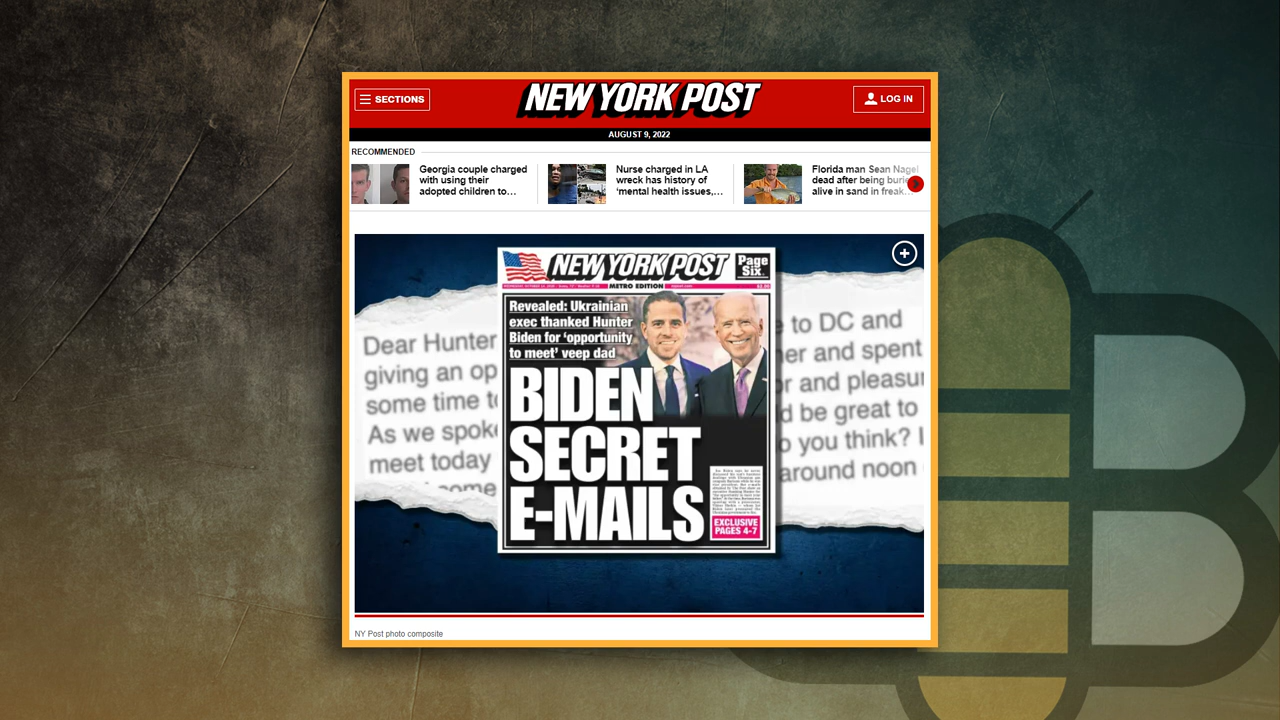 SECTIONS
NEW YORK POST
LOG IN
AUGUST 9, 2022
RECOMMENDED
Georgia couple charged
with using their
adopted children to…
Nurse charged in LA
wreck has history of
‘mental health issues,…
Florida man Sean Nagel
dead after being buried
alive in sand in freak…
NEW YORK POST
Page
Six.
METRO EDITION
Revealed: Ukrainian
exec thanked Hunter
Biden for ‘opportunity
to meet’ veep dad
BIDEN
SECRET
E-MAILS
EXCLUSIVE
PAGES 4-7
Dear Hunter
giving an op
some time to
As we spoke
meet today
e to DC and
her and spent
or and pleasur
d be great to
o you think? I
around noon
NY Post photo composite